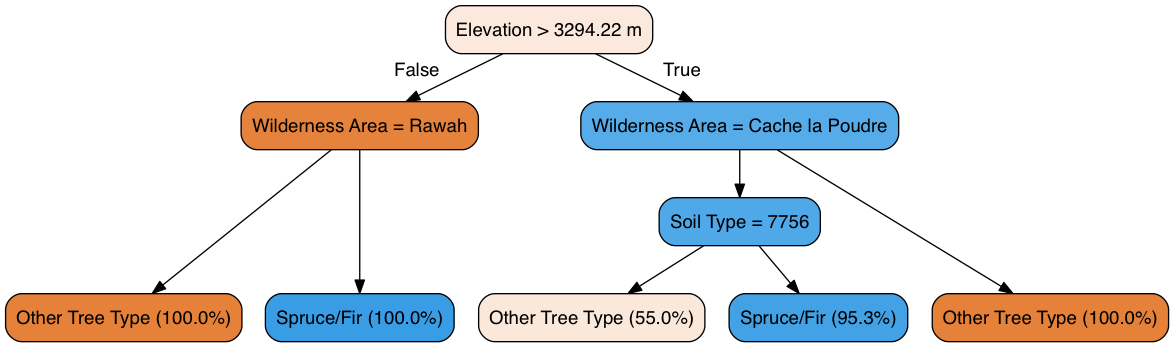 Elevation > 3294.22 m
False
True
Wilderness Area = Rawah
Wilderness Area = Cache la Poudre
Soil Type = 7756
Other Tree Type (100.0%)
Spruce/Fir (100.0%)
Other Tree Type (55.0%)
Spruce/Fir (95.3%)
Other Tree Type (100.0%)